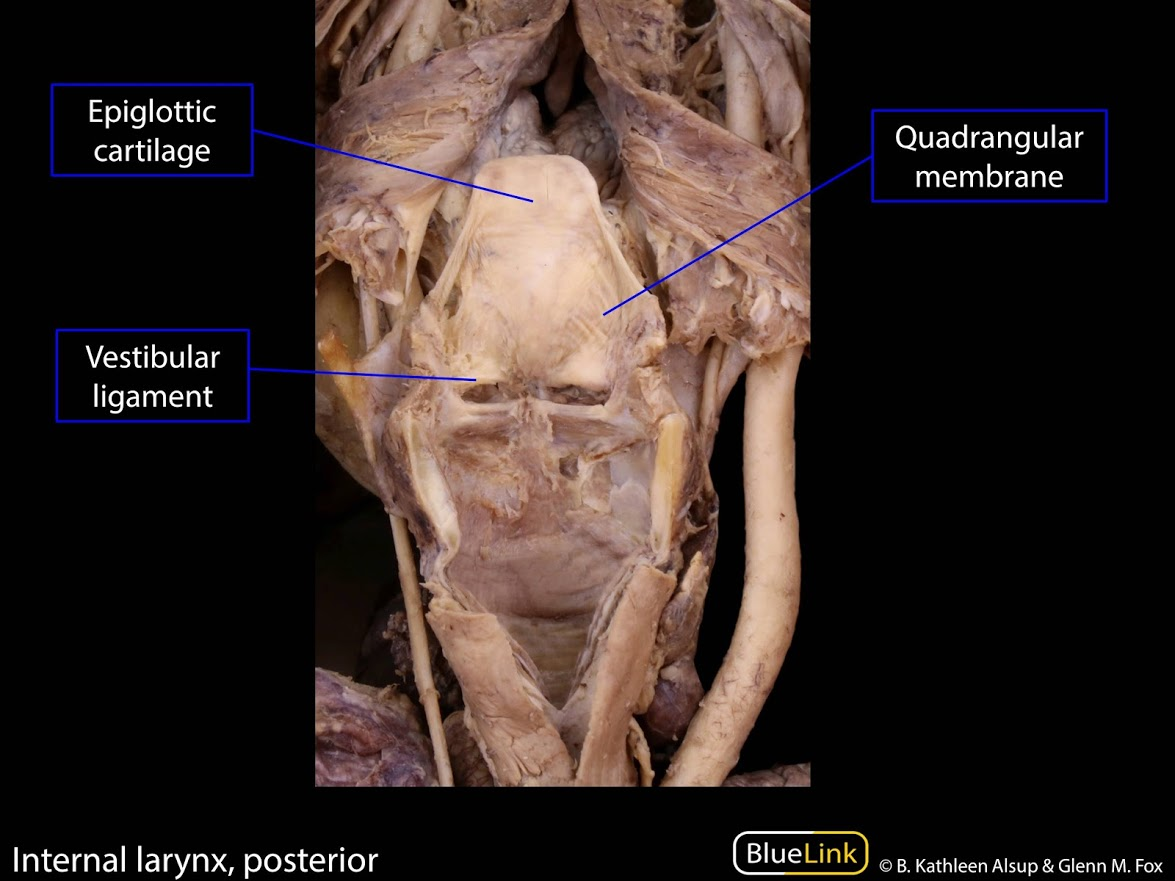 Epiglottic
cartilage
Quadrangular
membrane
Vestibular
ligament
Internal larynx, posterior
BlueLink
© B. Kathleen Alsup & Glenn M. Fox